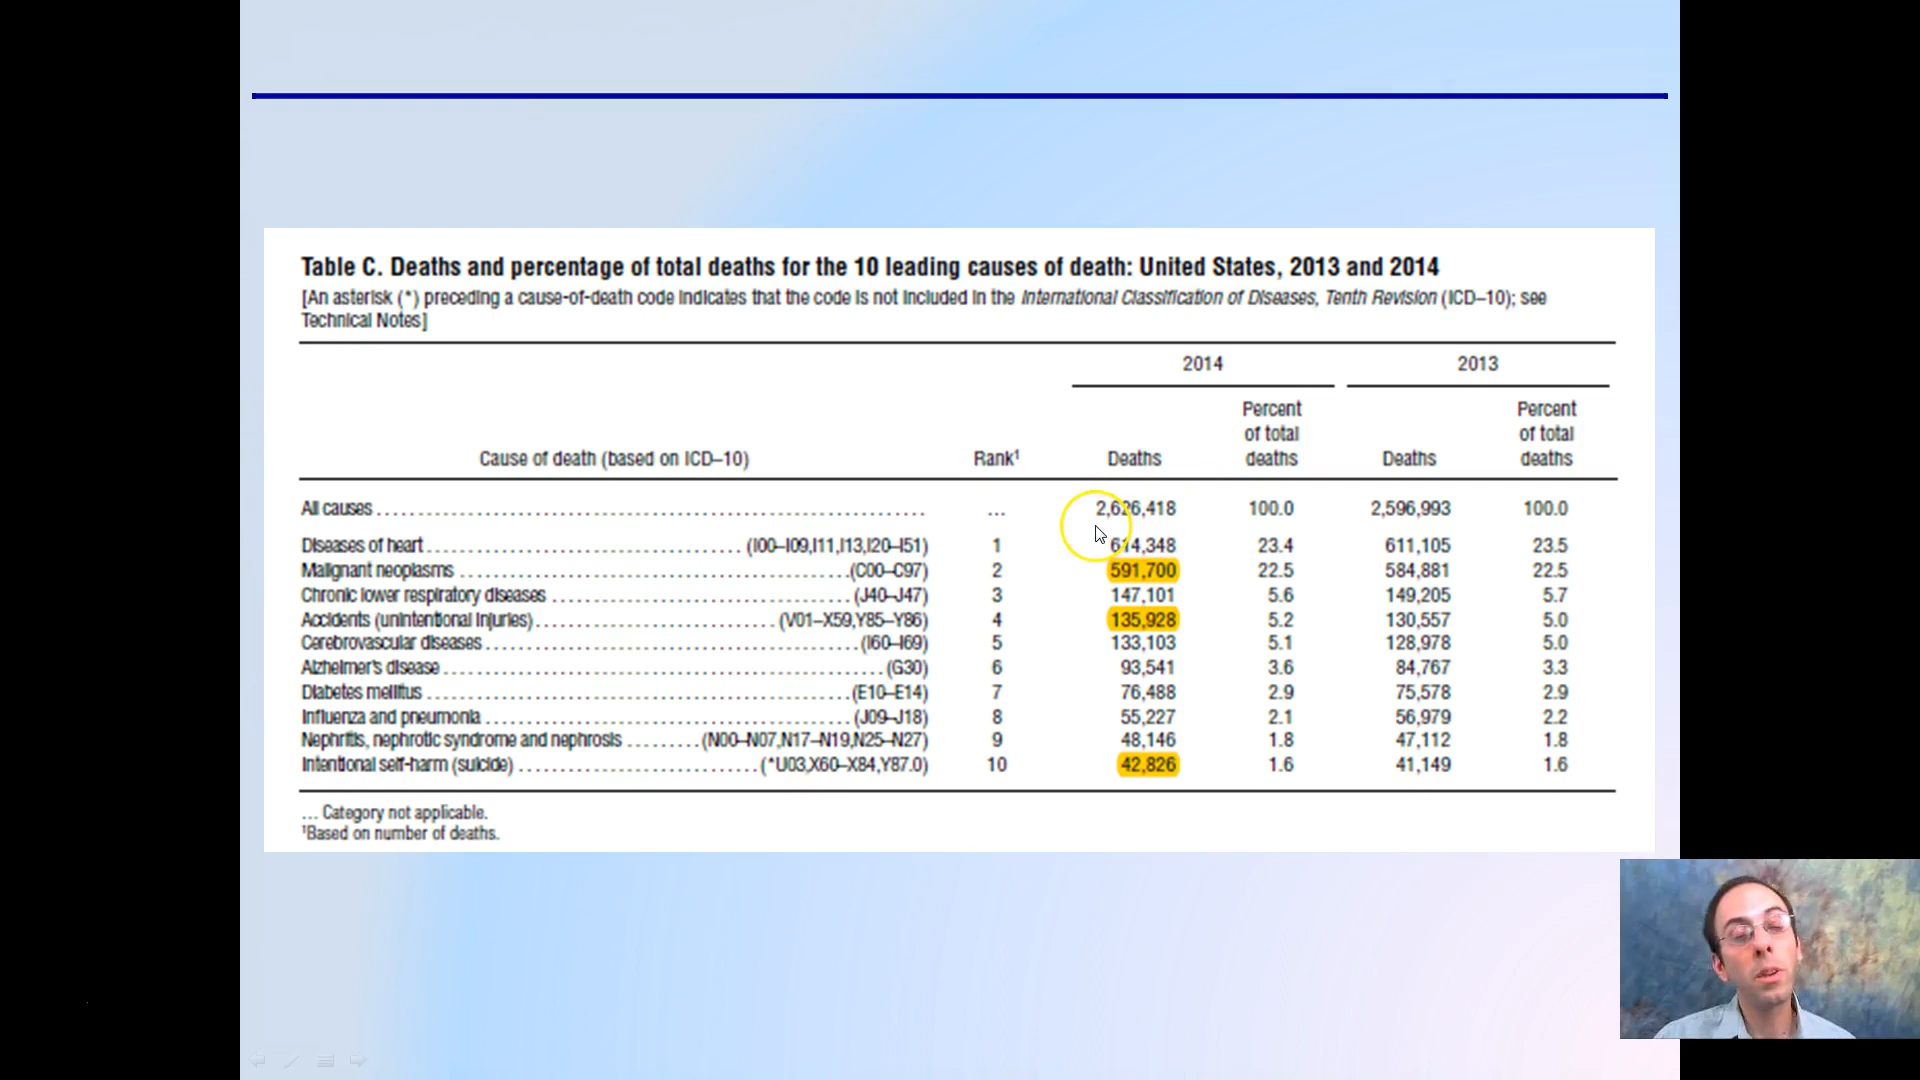 Table C. Deaths and percentage of total deaths for the 10 leading causes of death: United States, 2013 and 2014
[An asterisk (*) preceding a cause-of-death code indicates that the code is not included in the International Classification of Diseases, Tenth Revision (ICD–10); see
Technical Notes]
2014 2013
Percent Percent
of total of total
Cause of death (based on ICD–10) Rank¹ Deaths deaths Deaths deaths
All causes ... 2,626,418 100.0 2,596,993 100.0
Diseases of heart (I00–I09,I11,I13,I20–I51) 1 614,348 23.4 611,105 23.5
Malignant neoplasms (C00–C97) 2 591,700 22.5 584,881 22.5
Chronic lower respiratory diseases (J40–J47) 3 147,101 5.6 149,205 5.7
Accidents (unintentional injuries) (V01–X59,Y85–Y86) 4 135,928 5.2 130,557 5.0
Cerebrovascular diseases (I60–I69) 5 133,103 5.1 128,978 5.0
Alzheimer's disease (G30) 6 93,541 3.6 84,767 3.3
Diabetes mellitus (E10–E14) 7 76,488 2.9 75,578 2.9
Influenza and pneumonia (J09–J18) 8 55,227 2.1 56,979 2.2
Nephritis, nephrotic syndrome and nephrosis (N00–N07,N17–N19,N25–N27) 9 48,146 1.8 47,112 1.8
Intentional self-harm (suicide) (*U03,X60–X84,Y87.0) 10 42,826 1.6 41,149 1.6
... Category not applicable.
¹Based on number of deaths.